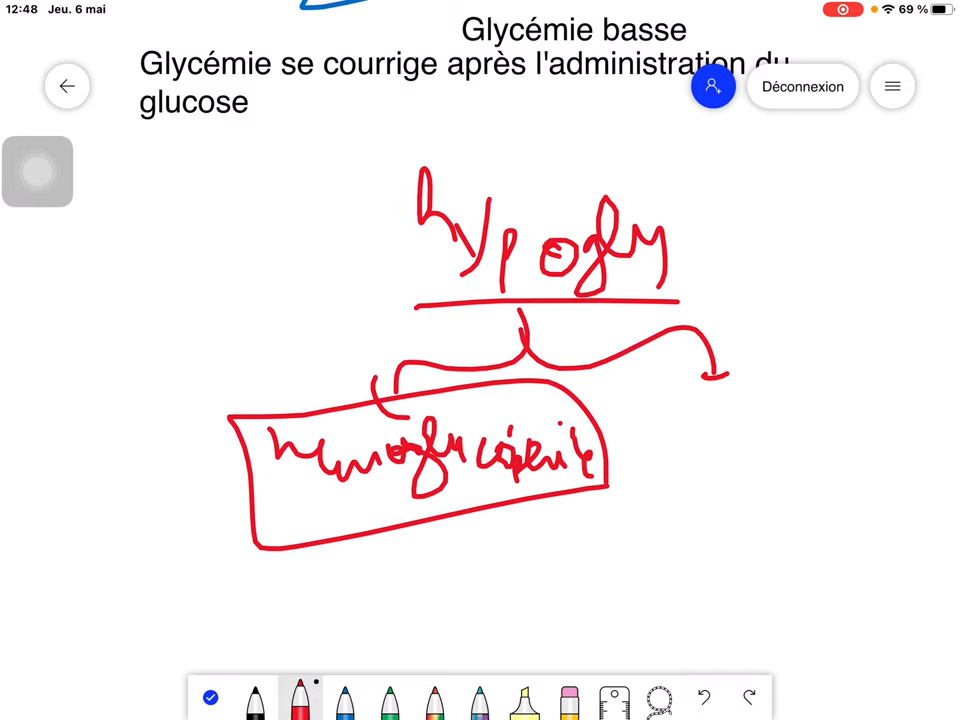 12:48 Jeu. 6 mai 69 %
Glycémie basse
Glycémie se courrige après l'administration du
glucose
Déconnexion
hypogly